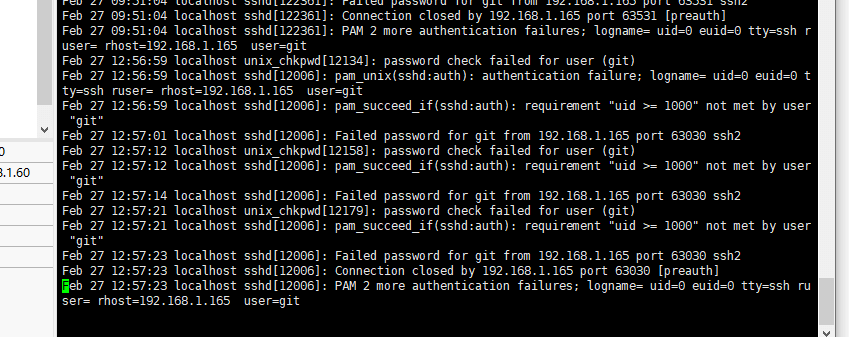 Feb 27 09:51:04 localhost sshd[122361]: Failed password for git from 192.168.1.165 port 63531 ssh2
Feb 27 09:51:04 localhost sshd[122361]: Connection closed by 192.168.1.165 port 63531 [preauth]
Feb 27 09:51:04 localhost sshd[122361]: PAM 2 more authentication failures; logname= uid=0 euid=0 tty=ssh r
user= rhost=192.168.1.165  user=git
Feb 27 12:56:59 localhost unix_chkpwd[12134]: password check failed for user (git)
Feb 27 12:56:59 localhost sshd[12006]: pam_unix(sshd:auth): authentication failure; logname= uid=0 euid=0 t
ty=ssh ruser= rhost=192.168.1.165  user=git
Feb 27 12:56:59 localhost sshd[12006]: pam_succeed_if(sshd:auth): requirement "uid >= 1000" not met by user
"git"
Feb 27 12:57:01 localhost sshd[12006]: Failed password for git from 192.168.1.165 port 63030 ssh2
Feb 27 12:57:12 localhost unix_chkpwd[12158]: password check failed for user (git)
Feb 27 12:57:12 localhost sshd[12006]: pam_succeed_if(sshd:auth): requirement "uid >= 1000" not met by user
"git"
Feb 27 12:57:14 localhost sshd[12006]: Failed password for git from 192.168.1.165 port 63030 ssh2
Feb 27 12:57:21 localhost unix_chkpwd[12179]: password check failed for user (git)
Feb 27 12:57:21 localhost sshd[12006]: pam_succeed_if(sshd:auth): requirement "uid >= 1000" not met by user
"git"
Feb 27 12:57:23 localhost sshd[12006]: Failed password for git from 192.168.1.165 port 63030 ssh2
Feb 27 12:57:23 localhost sshd[12006]: Connection closed by 192.168.1.165 port 63030 [preauth]
Feb 27 12:57:23 localhost sshd[12006]: PAM 2 more authentication failures; logname= uid=0 euid=0 tty=ssh ru
ser= rhost=192.168.1.165  user=git
0
3.1.60